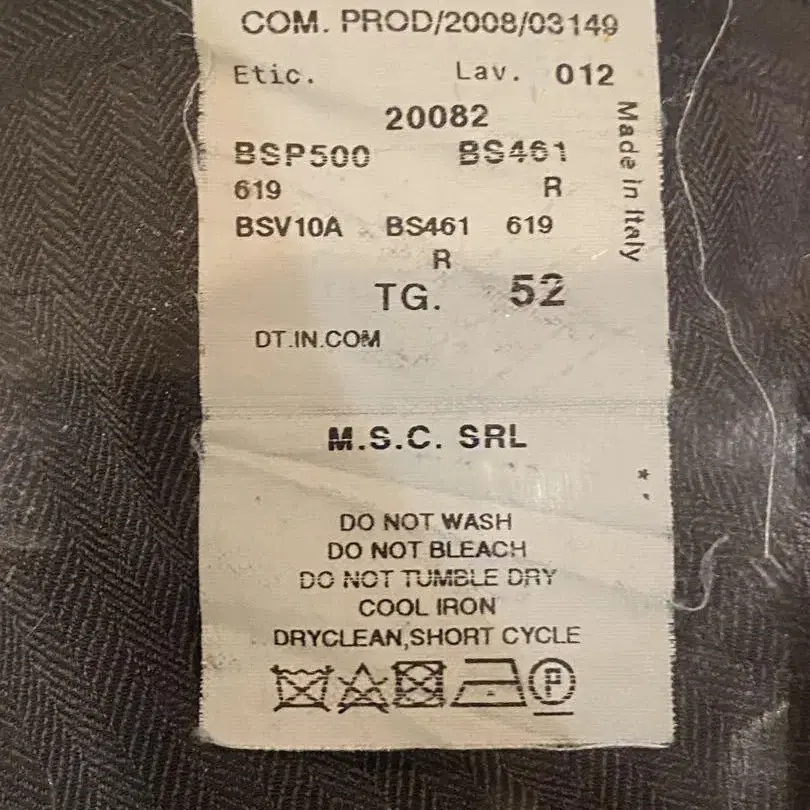 COM. PROD/2008/03149
Etic. Lav. 012
20082
BSP500 BS461
619 R
BSV10A BS461 619
R
TG. 52
DT.IN.COM
Made in Italy
M.S.C. SRL
DO NOT WASH
DO NOT BLEACH
DO NOT TUMBLE DRY
COOL IRON
DRYCLEAN,SHORT CYCLE
P